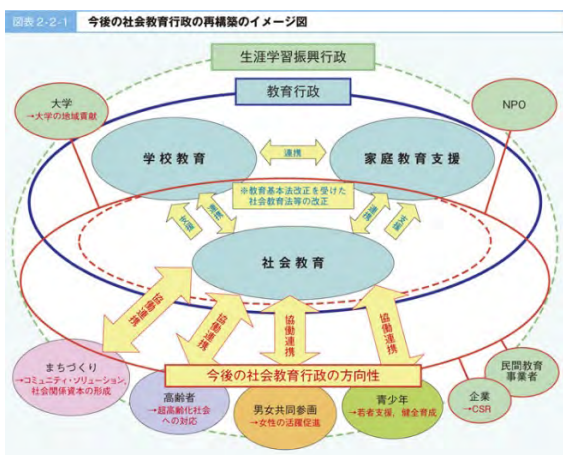 図表2-2-1 今後の社会教育行政の再構築のイメージ図
生涯学習振興行政
教育行政
大学
→大学の地域貢献
NPO
学校教育
連携
家庭教育支援
※教育基本法改正を受けた
社会教育法等の改正
支援
連携
連携
支援
社会教育
協働連携
協働連携
協働連携
協働連携
今後の社会教育行政の方向性
まちづくり
→コミュニティ・ソリューション,
社会関係資本の形成
高齢者
→超高齢化社会
への対応
男女共同参画
→女性の活躍促進
青少年
→若者支援,健全育成
企業
→CSR
民間教育
事業者